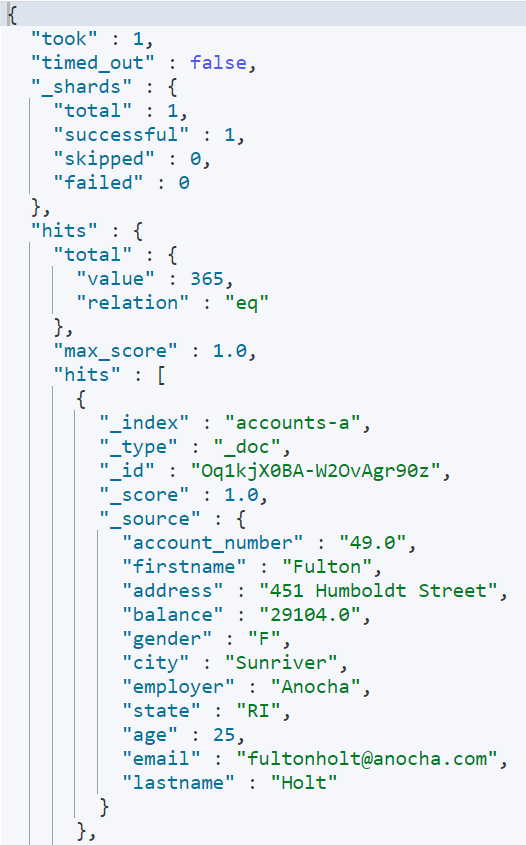 {
  "took" : 1,
  "timed_out" : false,
  "_shards" : {
    "total" : 1,
    "successful" : 1,
    "skipped" : 0,
    "failed" : 0
  },
  "hits" : {
    "total" : {
      "value" : 365,
      "relation" : "eq"
    },
    "max_score" : 1.0,
    "hits" : [
      {
        "_index" : "accounts-a",
        "_type" : "_doc",
        "_id" : "Oq1kjX0BA-W2OvAgr90z",
        "_score" : 1.0,
        "_source" : {
          "account_number" : "49.0",
          "firstname" : "Fulton",
          "address" : "451 Humboldt Street",
          "balance" : "29104.0",
          "gender" : "F",
          "city" : "Sunriver",
          "employer" : "Anocha",
          "state" : "RI",
          "age" : 25,
          "email" : "fultonholt@anocha.com",
          "lastname" : "Holt"
        }
      },